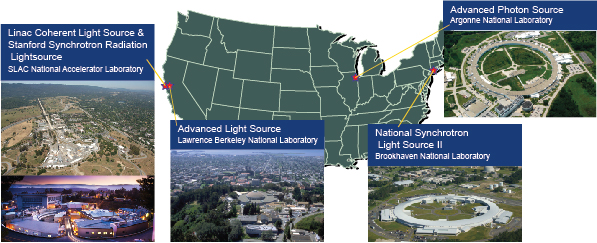 Linac Coherent Light Source &
Stanford Synchrotron Radiation
Lightsource
SLAC National Accelerator Laboratory
Advanced Photon Source
Argonne National Laboratory
Advanced Light Source
Lawrence Berkeley National Laboratory
National Synchrotron
Light Source II
Brookhaven National Laboratory